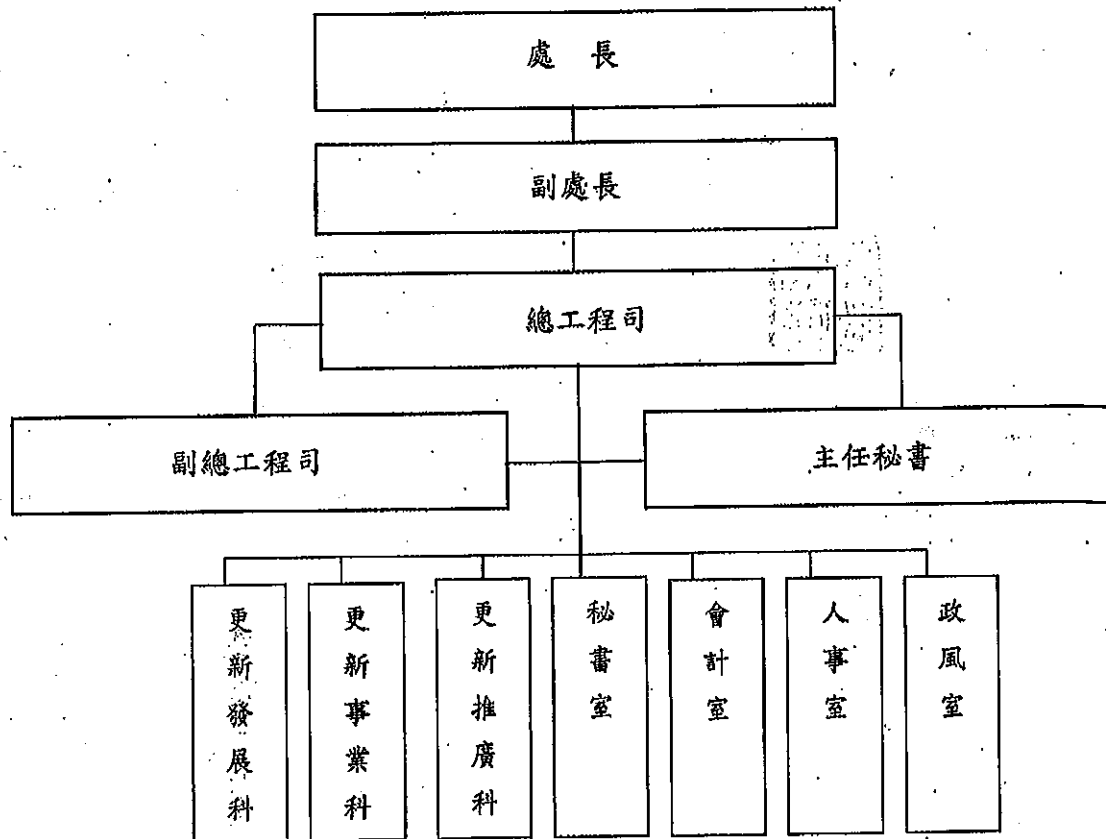 處 長
副處長
總工程司
副總工程司
主任秘書
更新發展科
更新事業科
更新推廣科
秘書室
會計室
人事室
政風室